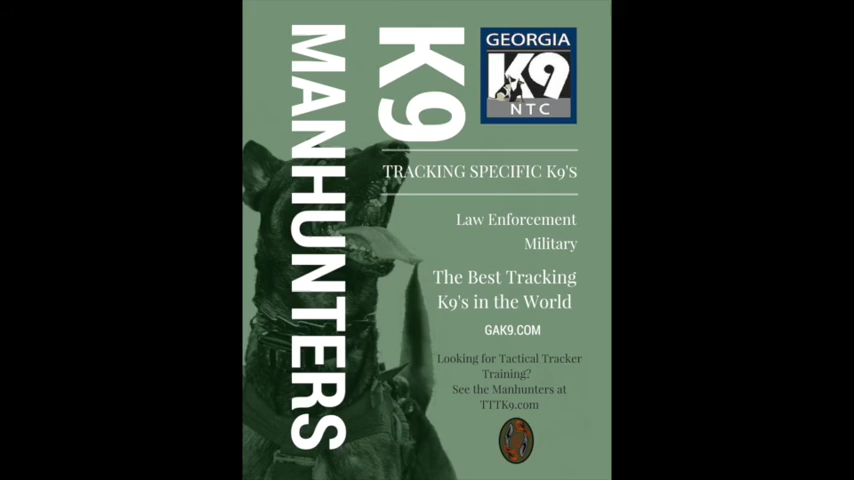 K9
MANHUNTERS
GEORGIA
K9
NTC
TRACKING SPECIFIC K9'S
Law Enforcement
Military
The Best Tracking
K9's in the World
GAK9.COM
Looking for Tactical Tracker
Training?
See the Manhunters at
TTTK9.com